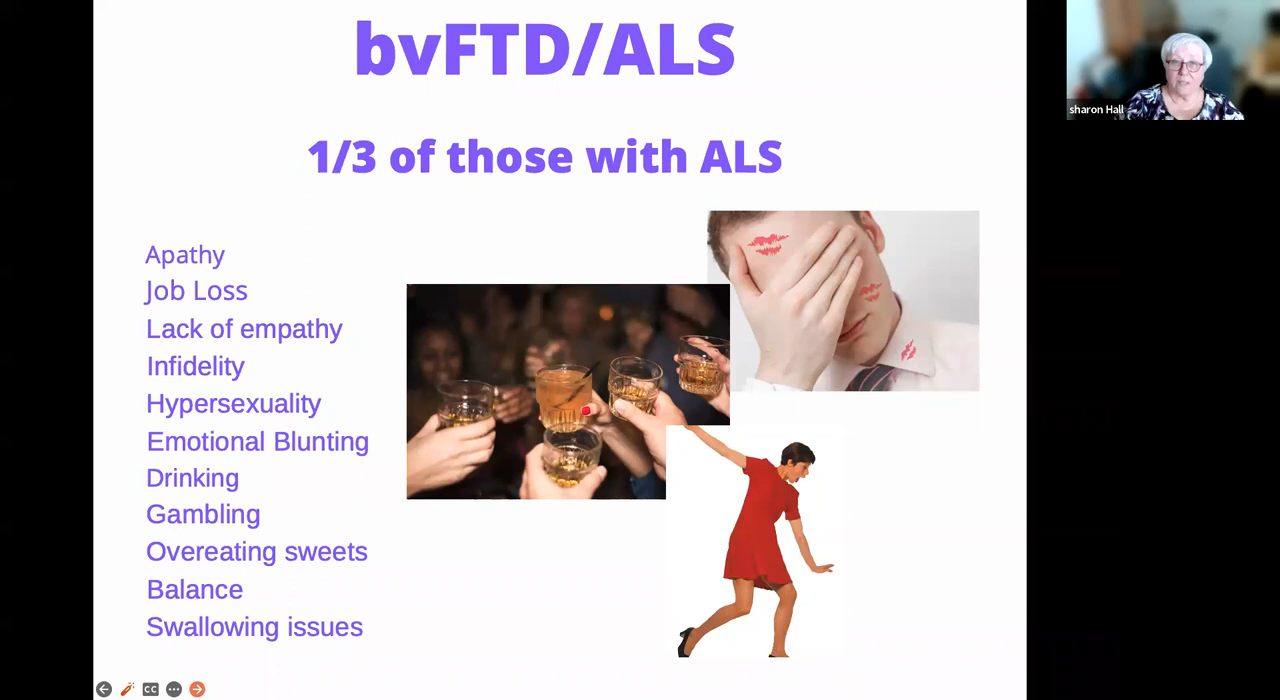 bvFTD/ALS
1/3 of those with ALS
Apathy
Job Loss
Lack of empathy
Infidelity
Hypersexuality
Emotional Blunting
Drinking
Gambling
Overeating sweets
Balance
Swallowing issues
sharon Hall
CC